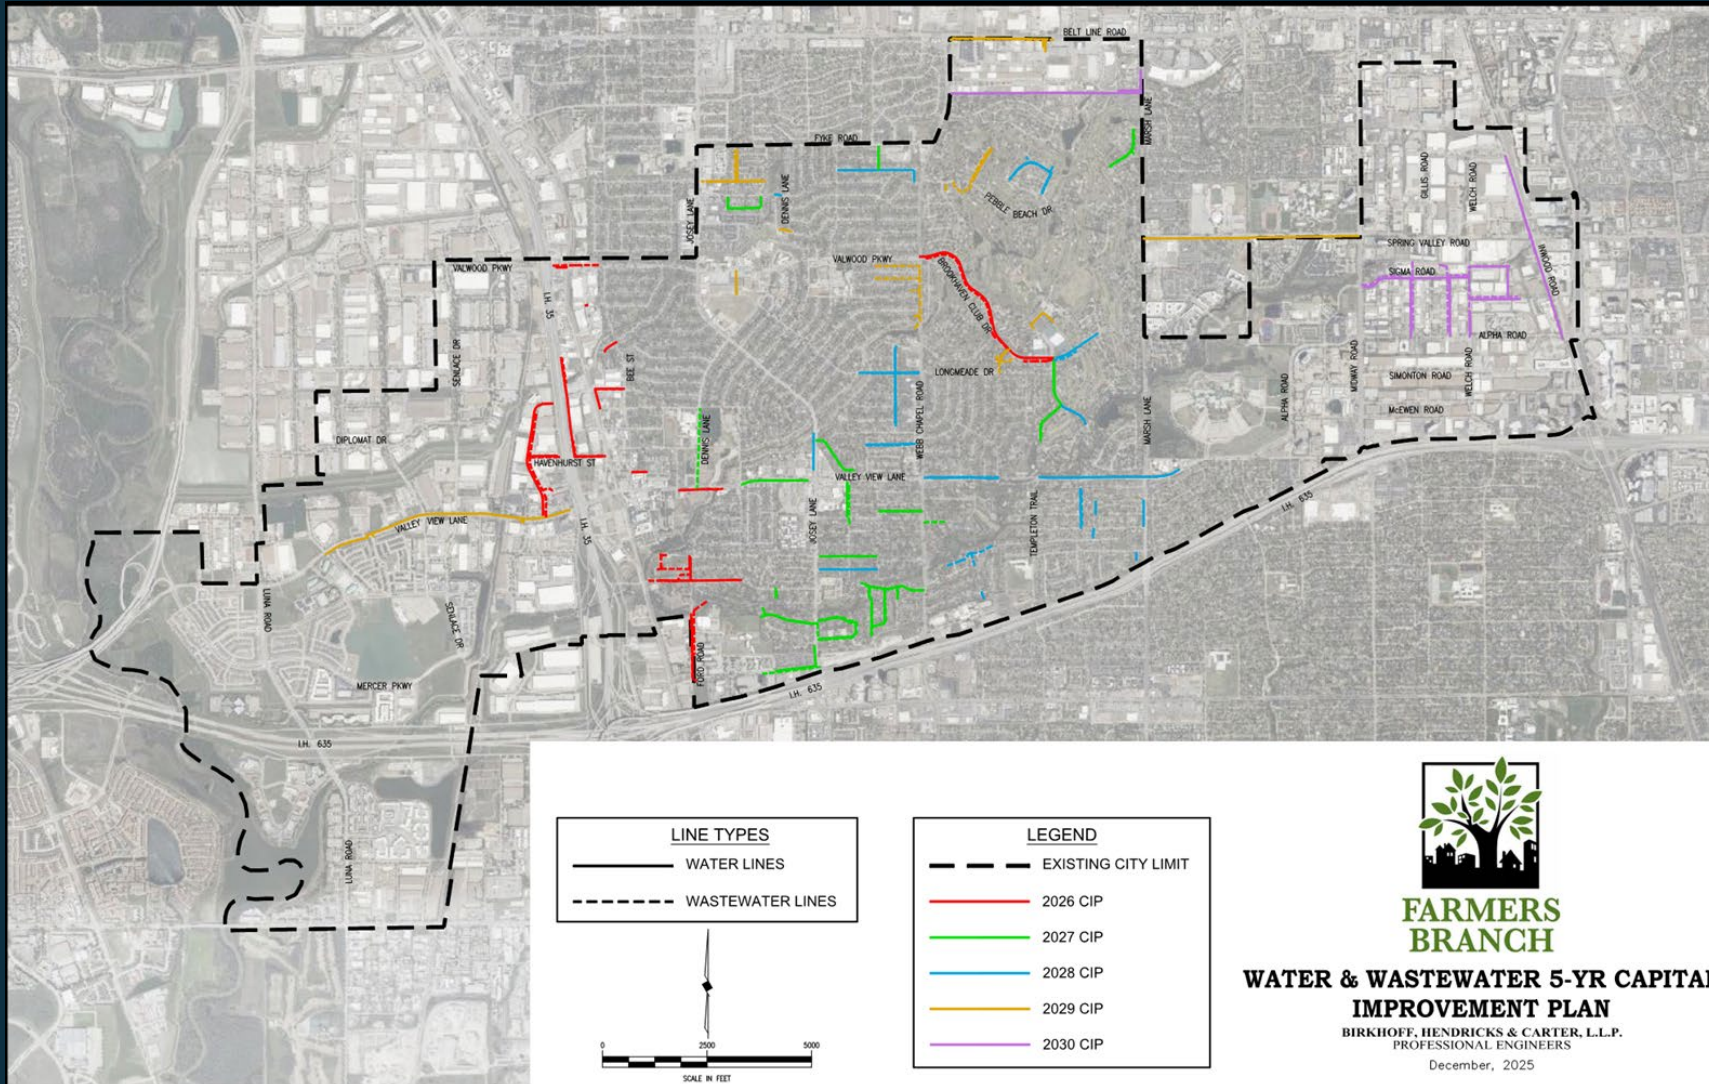 BELT LINE ROAD
FYKE ROAD
MARSH LANE
JOSEY LANE
DENNIS LANE
PEBBLE BEACH DR
GILLIS ROAD
WELCH ROAD
VALWOOD PKWY
VALWOOD PKWY
SPRING VALLEY ROAD
SIGMA ROAD
INWOOD ROAD
I.H. 35
BROOKHAVEN CLUB DR
ALPHA ROAD
SENLACE DR
BEE ST
LONGMEADE DR
MIDWAY ROAD
SIMONTON ROAD
WELCH ROAD
ALPHA ROAD
McEWEN ROAD
WEBB CHAPEL ROAD
MARSH LANE
DIPLOMAT DR
DENNIS LANE
HAVENHURST ST
VALLEY VIEW LANE
VALLEY VIEW LANE
I.H. 35
JOSEY LANE
TEMPLETON TRAIL
I.H. 635
LUNA ROAD
SENLACE DR
FORD ROAD
MERCER PKWY
I.H. 635
I.H. 635
LUNA ROAD
LINE TYPES
WATER LINES
WASTEWATER LINES
0 2500 5000
SCALE IN FEET
LEGEND
EXISTING CITY LIMIT
2026 CIP
2027 CIP
2028 CIP
2029 CIP
2030 CIP
FARMERS
BRANCH
WATER & WASTEWATER 5-YR CAPITAL
IMPROVEMENT PLAN
BIRKHOFF, HENDRICKS & CARTER, L.L.P.
PROFESSIONAL ENGINEERS
December, 2025